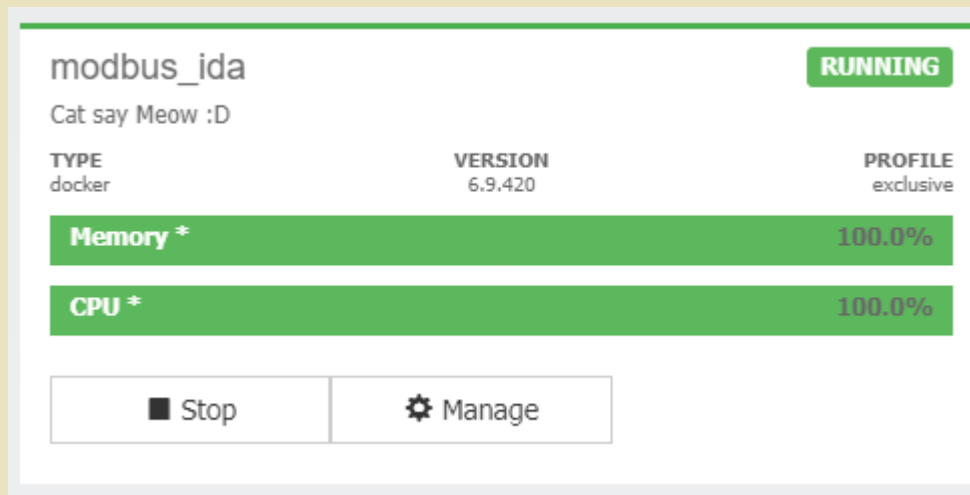 modbus_ida RUNNING
Cat say Meow :D
TYPE VERSION PROFILE
docker 6.9.420 exclusive
Memory * 100.0%
CPU * 100.0%
Stop Manage